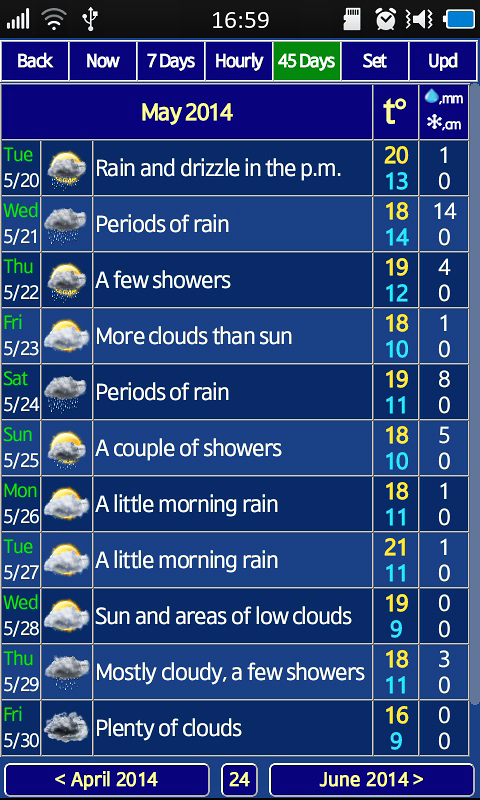 16:59
Back Now 7 Days Hourly 45 Days Set Upd
May 2014 t° ,mm
,cm
Tue 20 1
5/20 Rain and drizzle in the p.m. 13 0
Wed 18 14
5/21 Periods of rain 14 0
Thu 19 4
5/22 A few showers 12 0
Fri 18 1
5/23 More clouds than sun 10 0
Sat 19 8
5/24 Periods of rain 11 0
Sun 18 5
5/25 A couple of showers 10 0
Mon 18 1
5/26 A little morning rain 11 0
Tue 21 1
5/27 A little morning rain 11 0
Wed 19 0
5/28 Sun and areas of low clouds 9 0
Thu 18 3
5/29 Mostly cloudy, a few showers 11 0
Fri 16 0
5/30 Plenty of clouds 9 0
< April 2014 24 June 2014 >